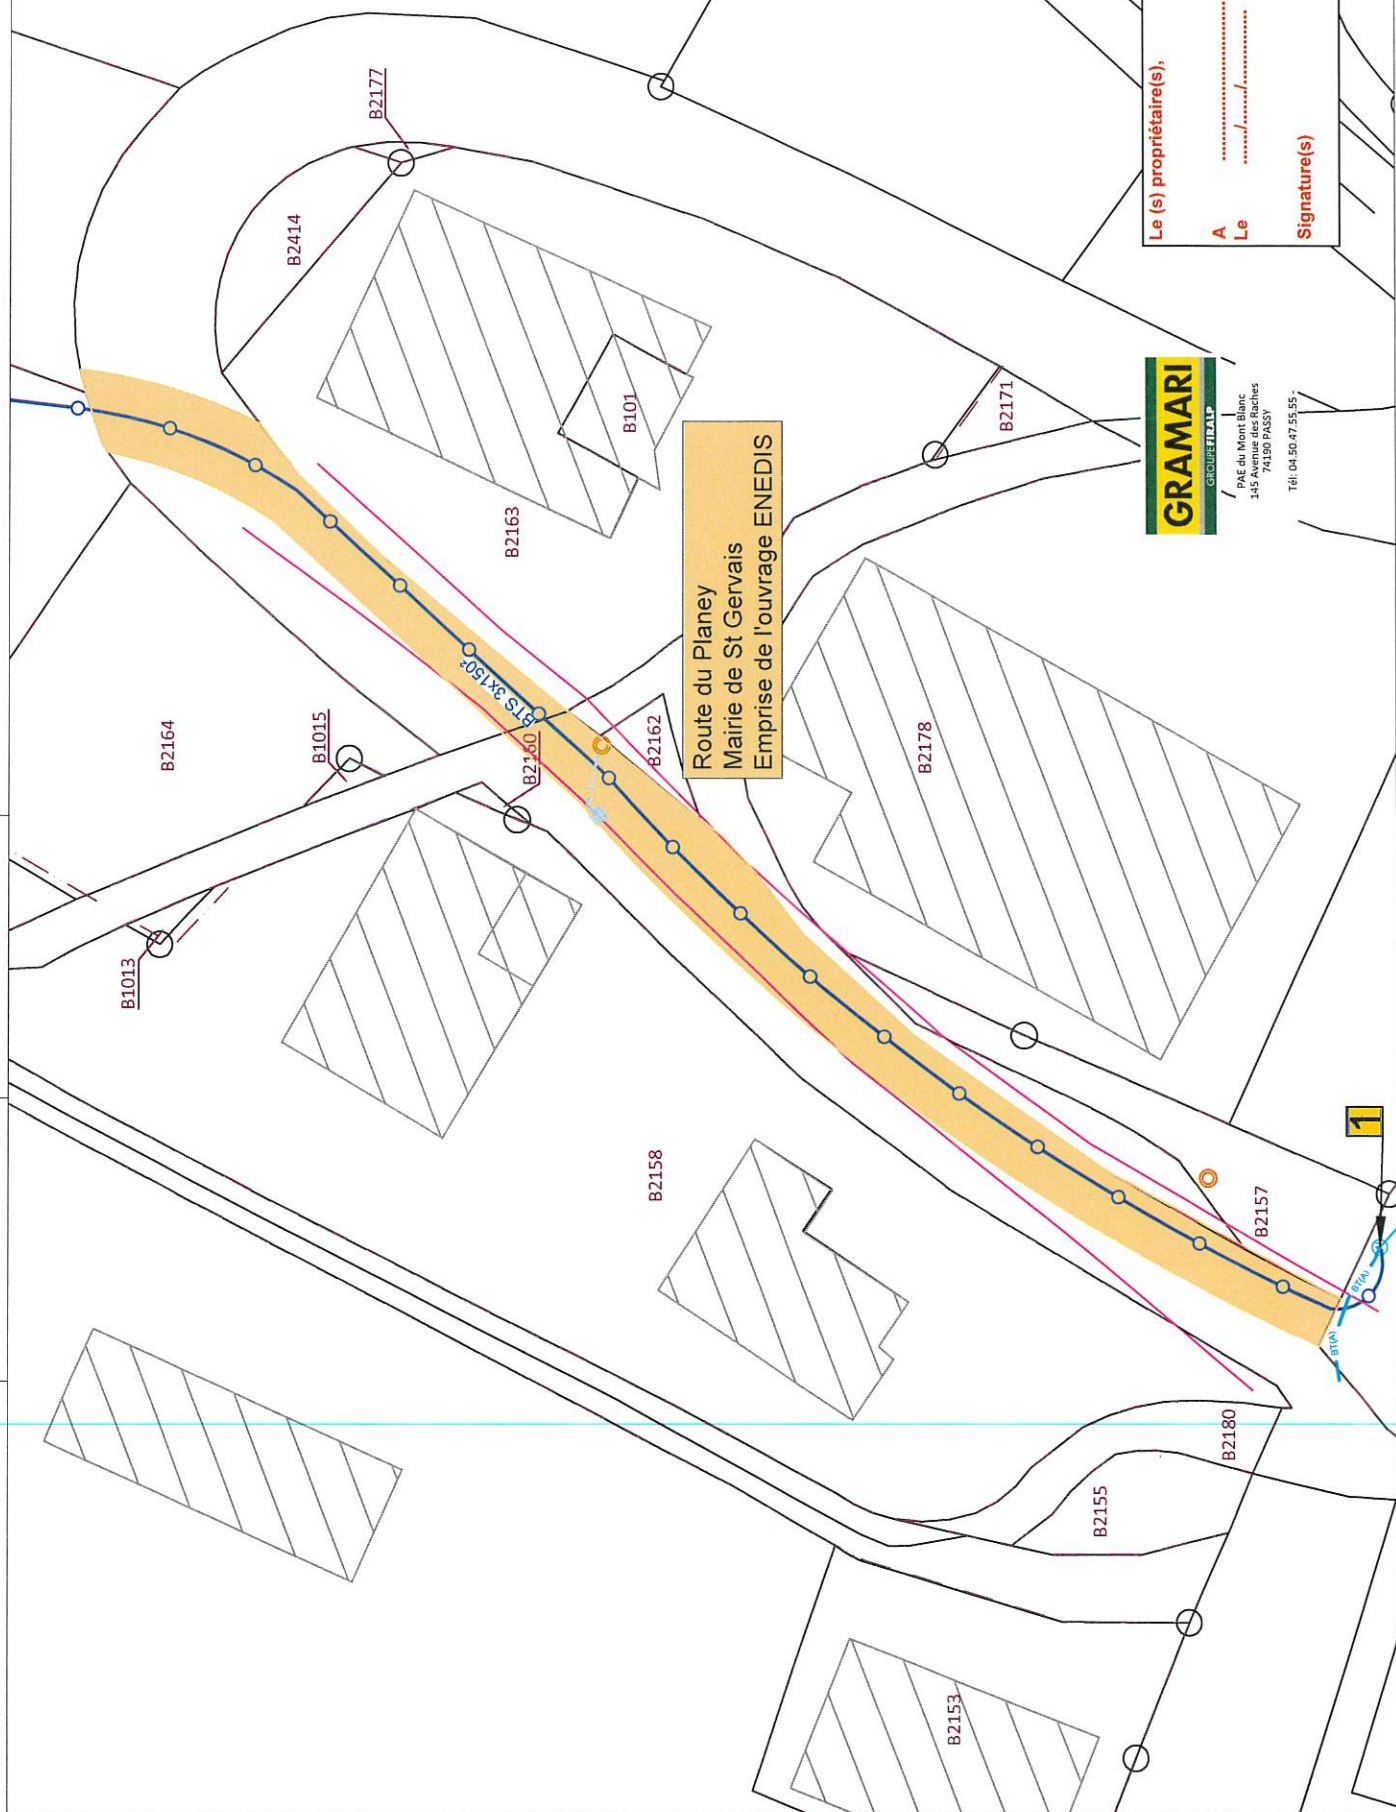 B2153
B2155
B2180
B2157
1
BT(A)
BT(A)
B2158
B1013
B1015
B2164
B2160
BTS 3x150²
B2162
B2178
Route du Planey
Mairie de St Gervais
Emprise de l'ouvrage ENEDIS
B2163
B101
B2171
B2414
B2177
GRAMARI
GROUPE FIRALP
PAE du Mont Blanc
145 Avenue des Raches
74190 PASSY
Tél: 04.50.47.55.55 -
Le (s) propriétaire(s),
A ..............................
Le ......./......./..............
Signature(s)